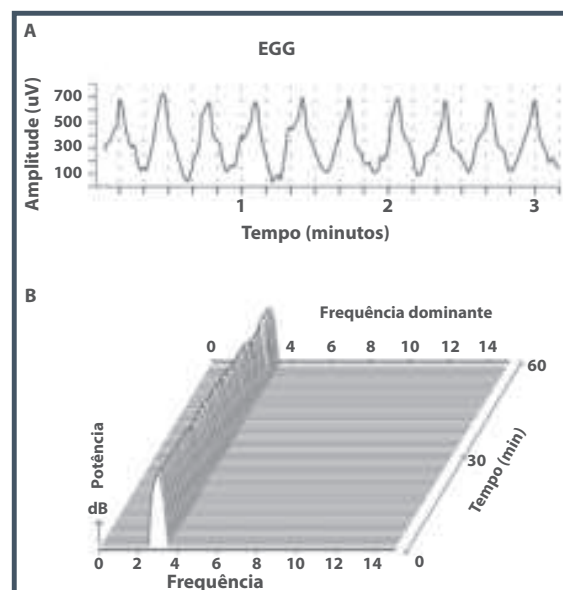 A
EGG
Amplitude (uV)
700
500
300
100
1 2 3
Tempo (minutos)
B
Frequência dominante
0 4 6 8 10 12 14
60
30
0
Tempo (min)
Potência
dB
0 2 4 6 8 10 12 14
Frequência